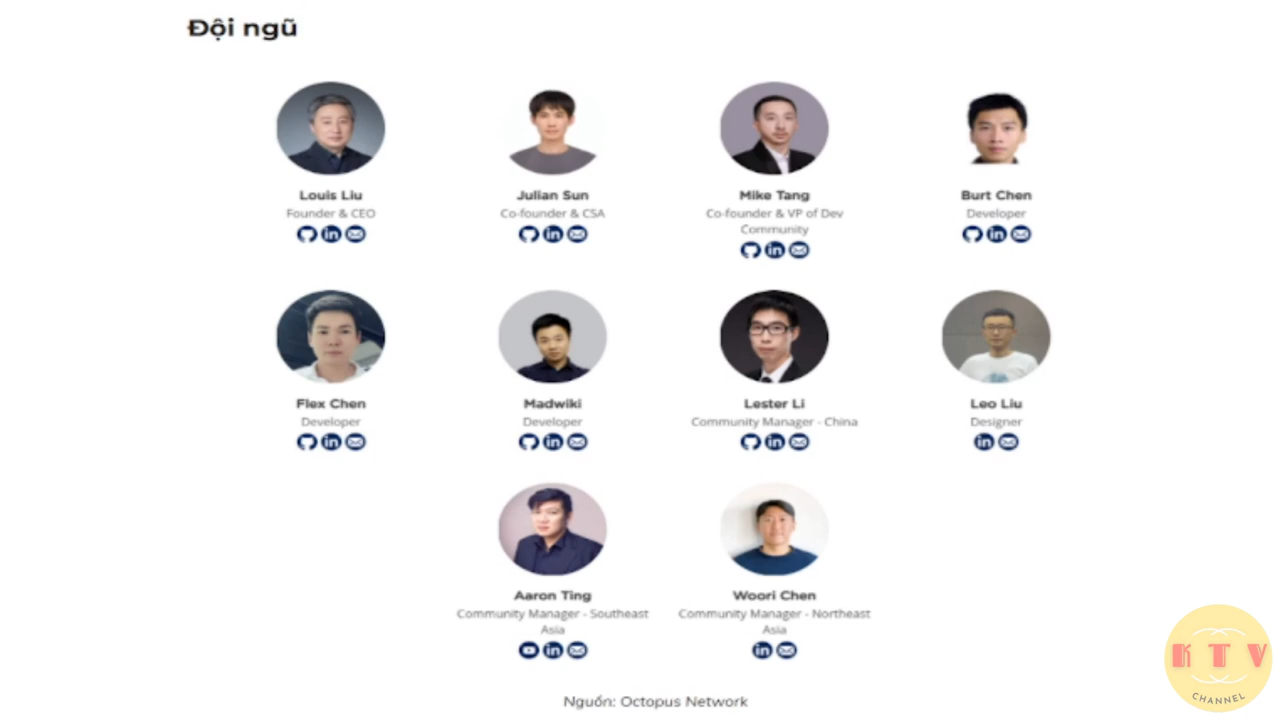 Đội ngũ
Louis Liu
Founder & CEO
Julian Sun
Co-founder & CSA
Mike Tang
Co-founder & VP of Dev
Community
Burt Chen
Developer
Flex Chen
Developer
Madwiki
Developer
Lester Li
Community Manager - China
Leo Liu
Designer
Aaron Ting
Community Manager - Southeast
Asia
Woori Chen
Community Manager - Northeast
Asia
Nguồn: Octopus Network
KTV
CHANNEL